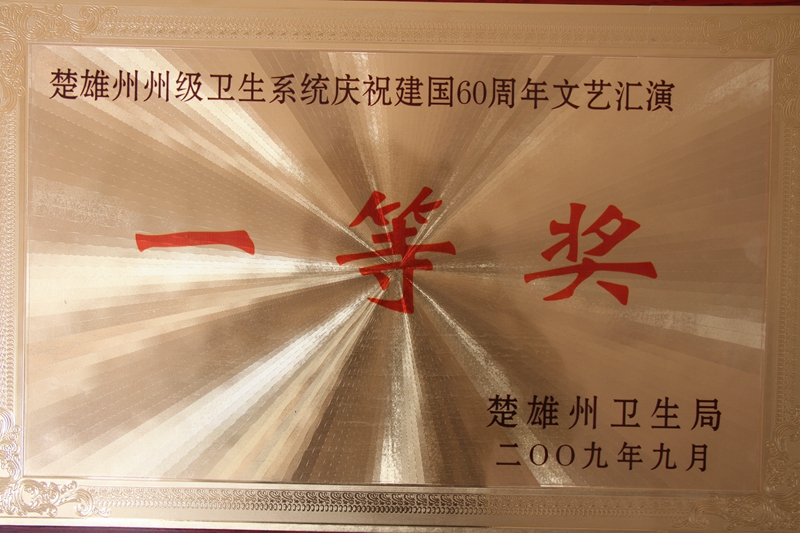 楚雄州州级卫生系统庆祝建国60周年文艺汇演
一等奖
楚雄州卫生局
二OO九年九月